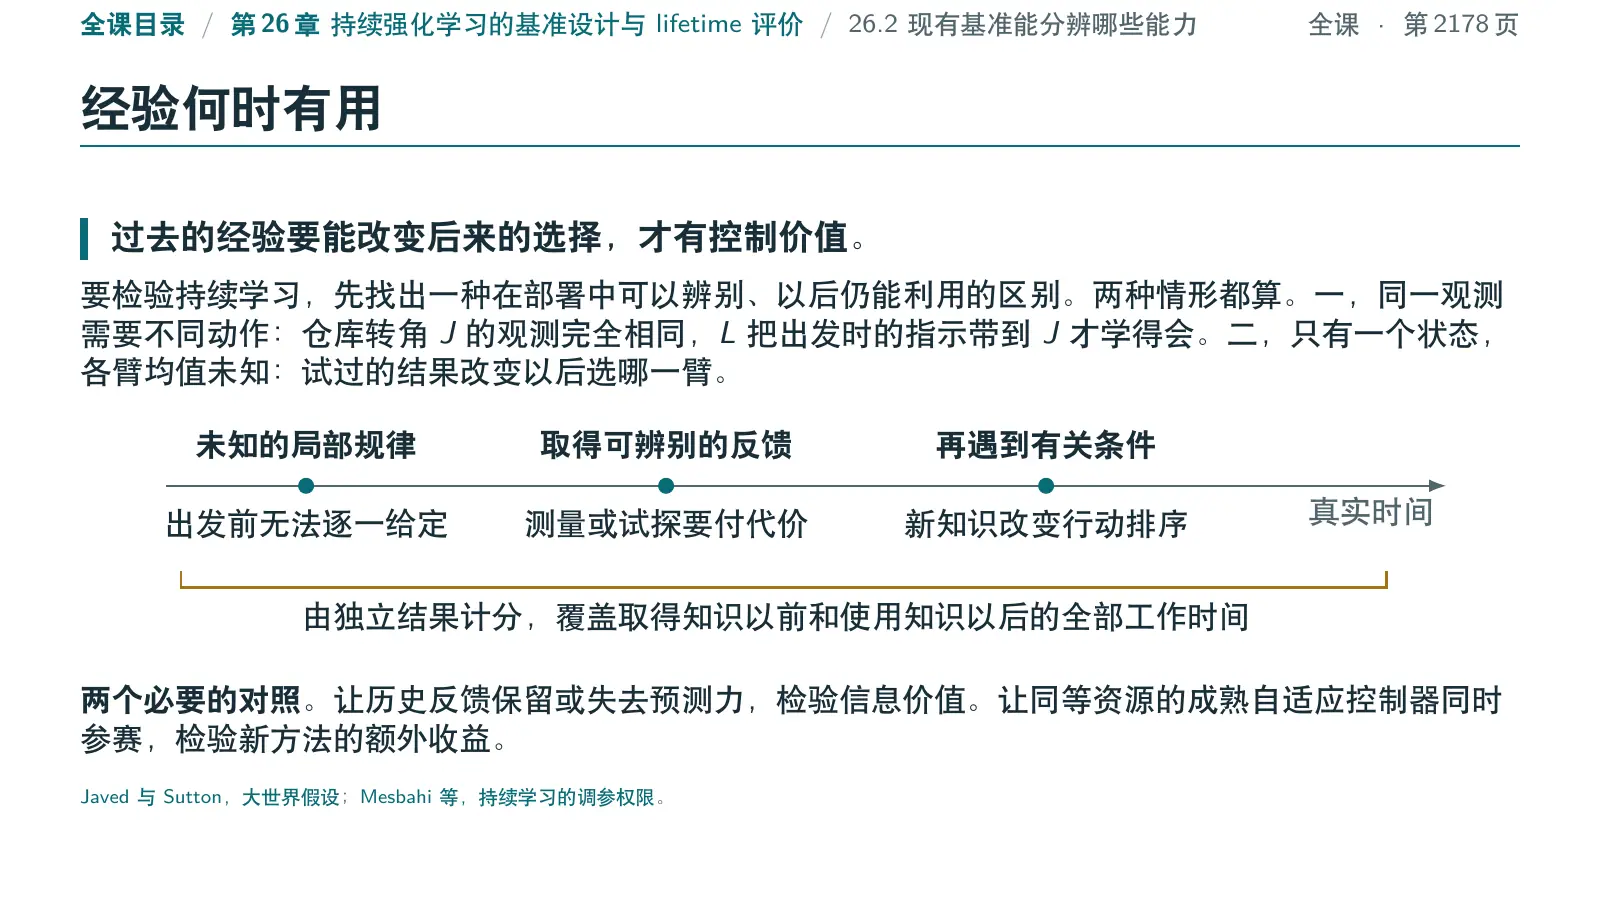 全课目录 / 第 26 章 持续强化学习的基准设计与 lifetime 评价 / 26.2 现有基准能分辨哪些能力
全课 · 第 2178 页
经验何时有用
过去的经验要能改变后来的选择，才有控制价值。
要检验持续学习，先找出一种在部署中可以辨别、以后仍能利用的区别。两种情形都算。一，同一观测
需要不同动作：仓库转角 J 的观测完全相同，L 把出发时的指示带到 J 才学得会。二，只有一个状态，
各臂均值未知：试过的结果改变以后选哪一臂。
未知的局部规律
取得可辨别的反馈
再遇到有关条件
出发前无法逐一给定
测量或试探要付代价
新知识改变行动排序
真实时间
由独立结果计分，覆盖取得知识以前和使用知识以后的全部工作时间
两个必要的对照。让历史反馈保留或失去预测力，检验信息价值。让同等资源的成熟自适应控制器同时
参赛，检验新方法的额外收益。
Javed 与 Sutton，大世界假设；Mesbahi 等，持续学习的调参权限。